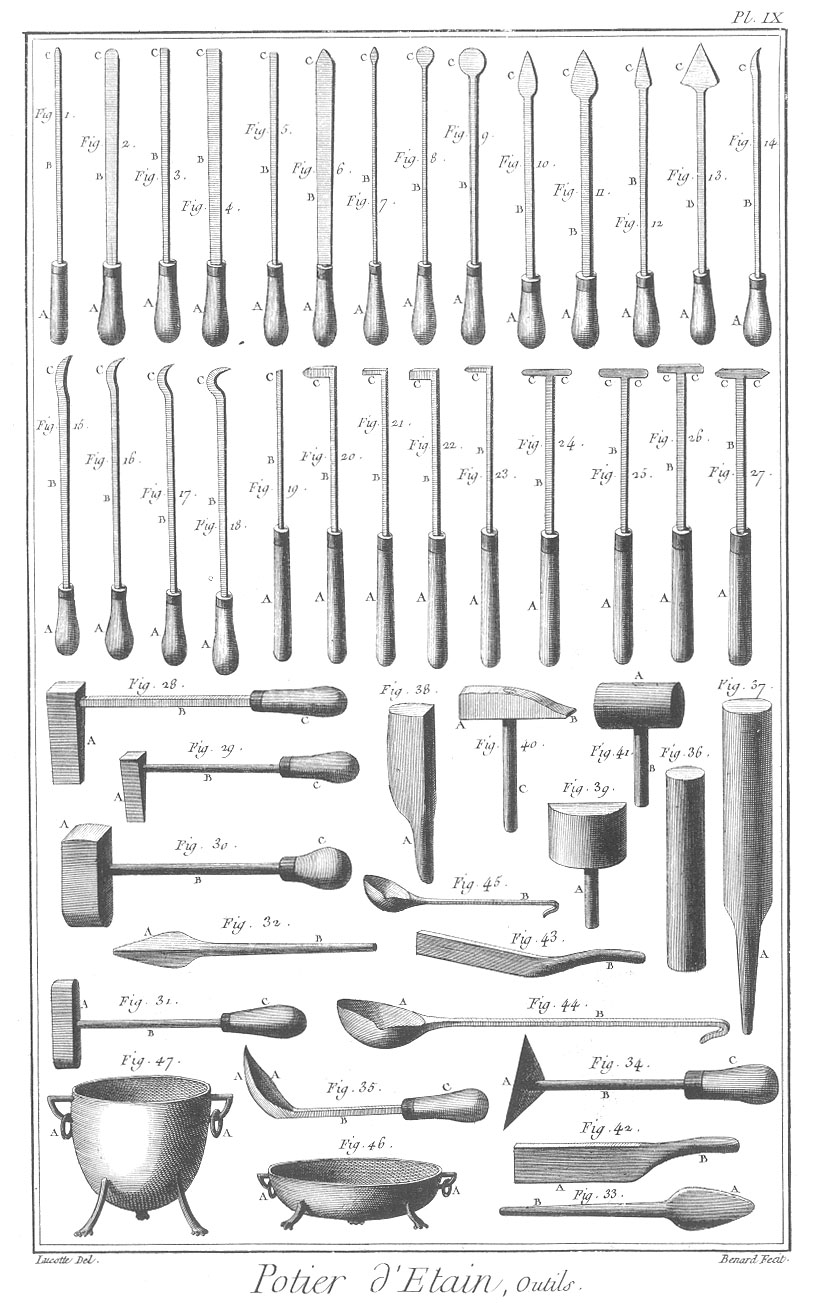 Pl. IX
C C C C C C C C C C C C C C
Fig. 1. Fig. 2. Fig. 3. Fig. 4. Fig. 5. Fig. 6. Fig. 7. Fig. 8. Fig. 9. Fig. 10. Fig. 11. Fig. 12 Fig. 13. Fig. 14
B B B B B B B B B B B B B B
A A A A A A A A A A A A A A
C C C C C C C C C C C C C C C C C
Fig. 15 Fig. 16. Fig. 17. Fig. 18. Fig. 19. Fig. 20. Fig. 21. Fig. 22. Fig. 23. Fig. 24. Fig. 25. Fig. 26. Fig. 27.
B B B B B B B B B B B B B
A A A A A A A A A A A A A
Fig. 28. A B C
Fig. 38. A
Fig. 40. A B C
Fig. 41. A B
Fig. 37. A
Fig. 29. A B C
Fig. 36.
Fig. 39. A
Fig. 30. A B C
Fig. 45. B
Fig. 32. A B
Fig. 43. B
Fig. 31. A B C
Fig. 44. A B
Fig. 47. A A
Fig. 35. A A B C
Fig. 34. A B C
Fig. 46. A A
Fig. 42. A B
Fig. 33. B A
Lucotte Del.
Benard Fecit.
Potier d'Etain, Outils.